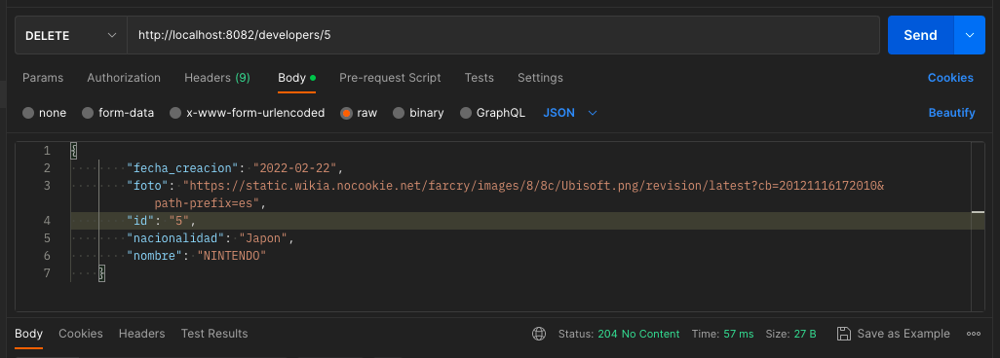 DELETE http://localhost:8082/developers/5 Send
Params Authorization Headers (9) Body Pre-request Script Tests Settings Cookies
none form-data x-www-form-urlencoded raw binary GraphQL JSON Beautify
1 {
2 "fecha_creacion": "2022-02-22",
3 "foto": "https://static.wikia.nocookie.net/farcry/images/8/8c/Ubisoft.png/revision/latest?cb=20121116172010&
path-prefix=es",
4 "id": "5",
5 "nacionalidad": "Japon",
6 "nombre": "NINTENDO"
7 }
Body Cookies Headers Test Results Status: 204 No Content Time: 57 ms Size: 27 B Save as Example